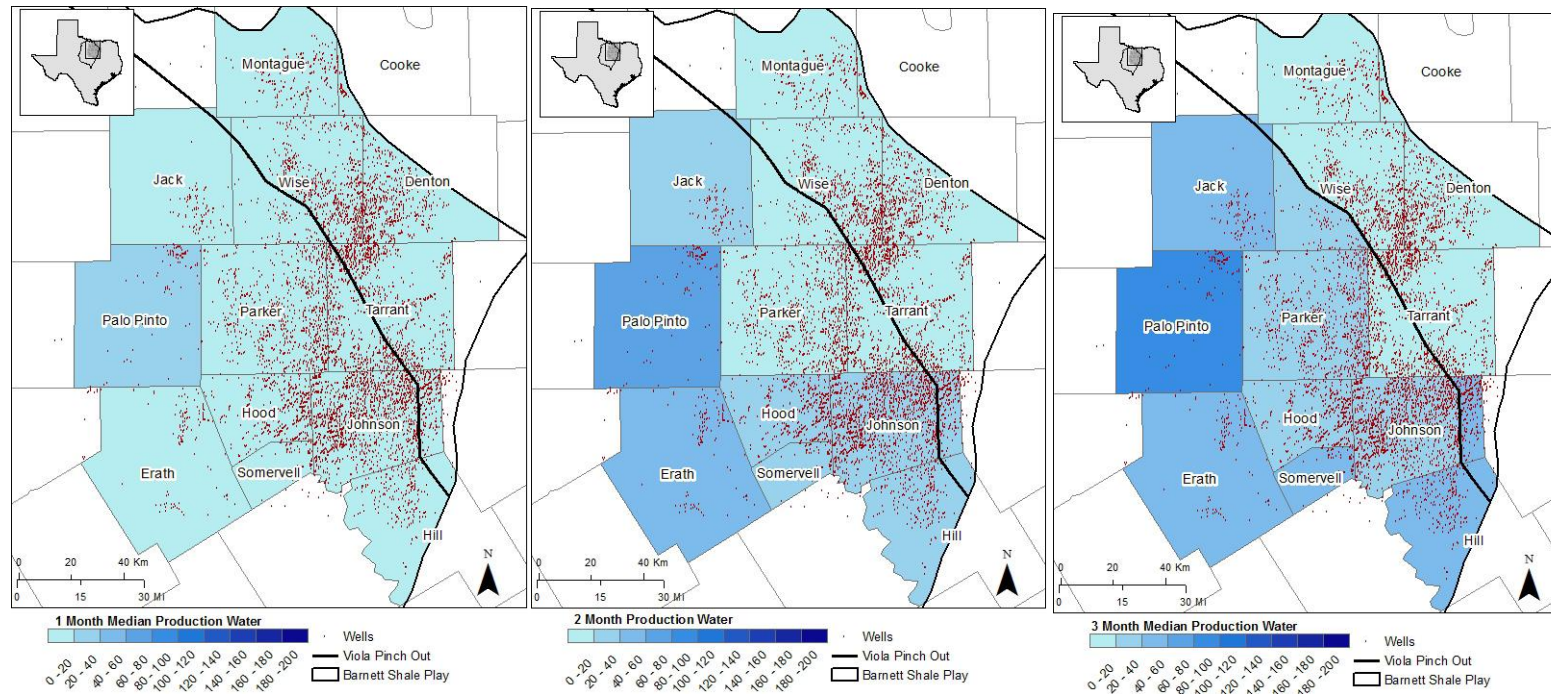 Montague
Cooke
Jack
Wise
Denton
Palo Pinto
Parker
Tarrant
Hood
Johnson
Erath
Somervell
Hill
N
0 20 40 Km
0 15 30 MI
1 Month Median Production Water
0 - 20
20 - 40
40 - 60
60 - 80
80 - 100
100 - 120
120 - 140
140 - 160
160 - 180
180 - 200
Wells
Viola Pinch Out
Barnett Shale Play
Montague
Cooke
Jack
Wise
Denton
Palo Pinto
Parker
Tarrant
Hood
Johnson
Erath
Somervell
Hill
N
0 20 40 Km
0 15 30 MI
2 Month Production Water
0 - 20
20 - 40
40 - 60
60 - 80
80 - 100
100 - 120
120 - 140
140 - 160
160 - 180
180 - 200
Wells
Viola Pinch Out
Barnett Shale Play
Montague
Cooke
Jack
Wise
Denton
Palo Pinto
Parker
Tarrant
Hood
Johnson
Erath
Somervell
Hill
N
0 20 40 Km
0 15 30 MI
3 Month Median Production Water
0 - 20
20 - 40
40 - 60
60 - 80
80 - 100
100 - 120
120 - 140
140 - 160
160 - 180
180 - 200
Wells
Viola Pinch Out
Barnett Shale Play